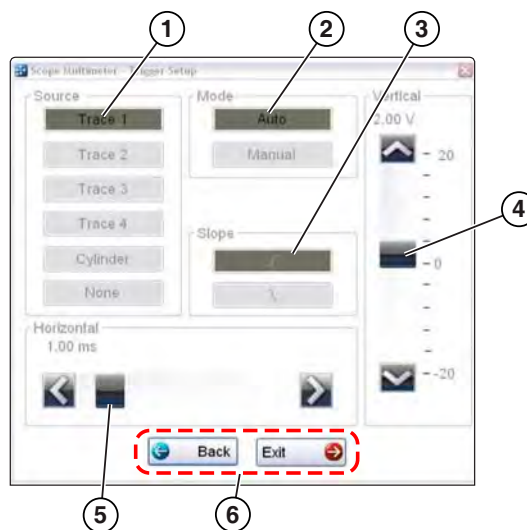 1
2
3
Scope Multimeter - Trigger Setup
Source
Mode
Vertical
Trace 1
Auto
2.00 V
Trace 2
Manual
20
Trace 3
Trace 4
Slope
4
Cylinder
0
None
Horizontal
1.00 ms
-20
Back
Exit
5
6